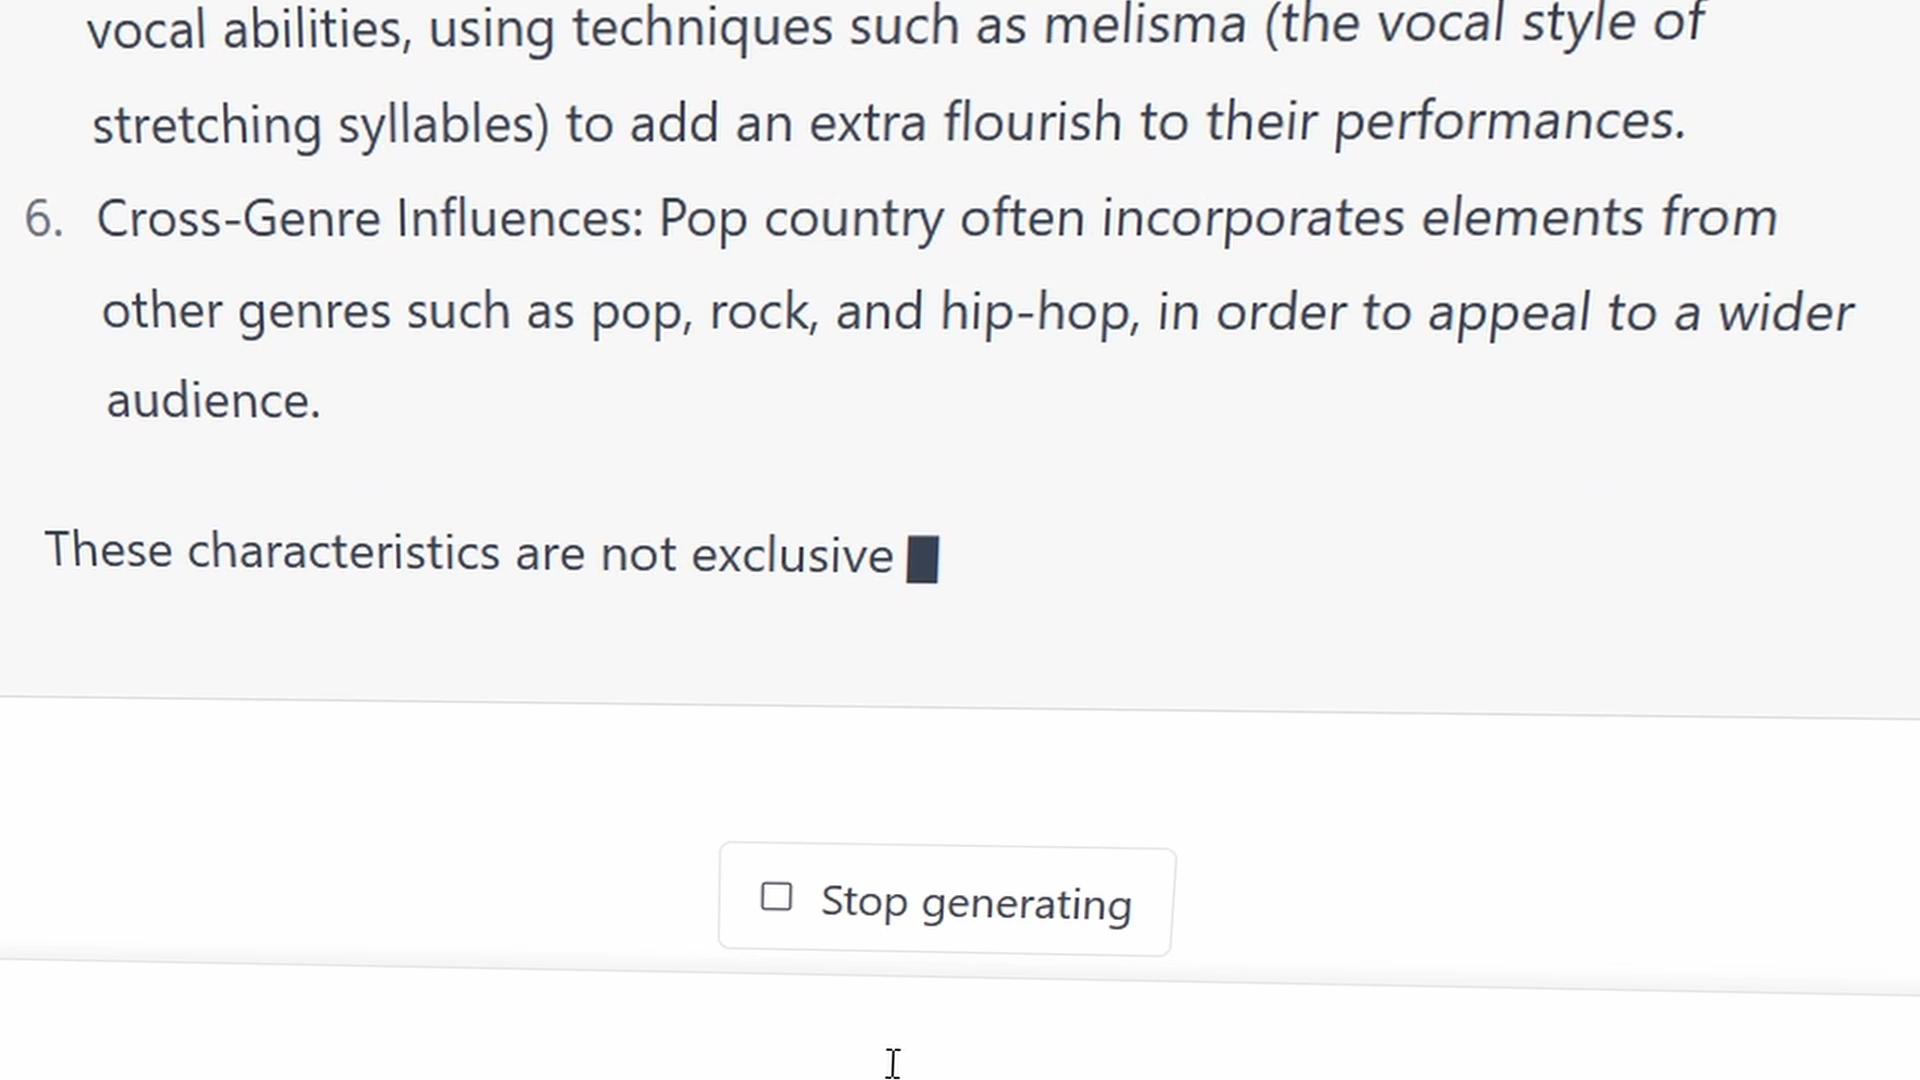 vocal abilities, using techniques such as melisma (the vocal style of
stretching syllables) to add an extra flourish to their performances.
6. Cross-Genre Influences: Pop country often incorporates elements from
other genres such as pop, rock, and hip-hop, in order to appeal to a wider
audience.
These characteristics are not exclusive
Stop generating